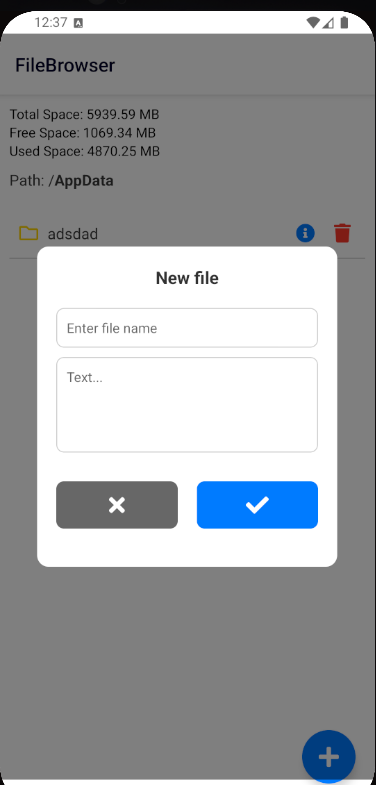 12:37
FileBrowser
Total Space: 5939.59 MB
Free Space: 1069.34 MB
Used Space: 4870.25 MB
Path: /AppData
adsdad
New file
Enter file name
Text...